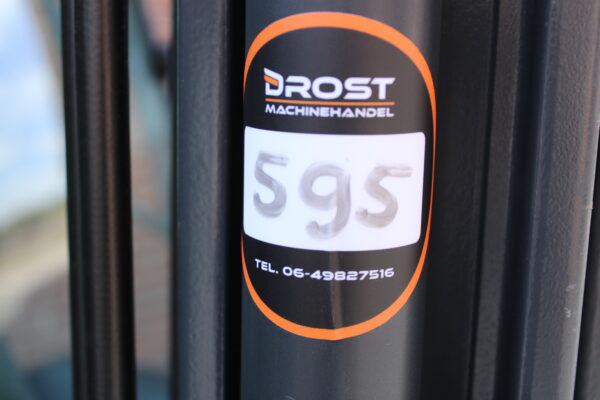 DROST
MACHINEHANDEL
595
TEL. 06-49827516